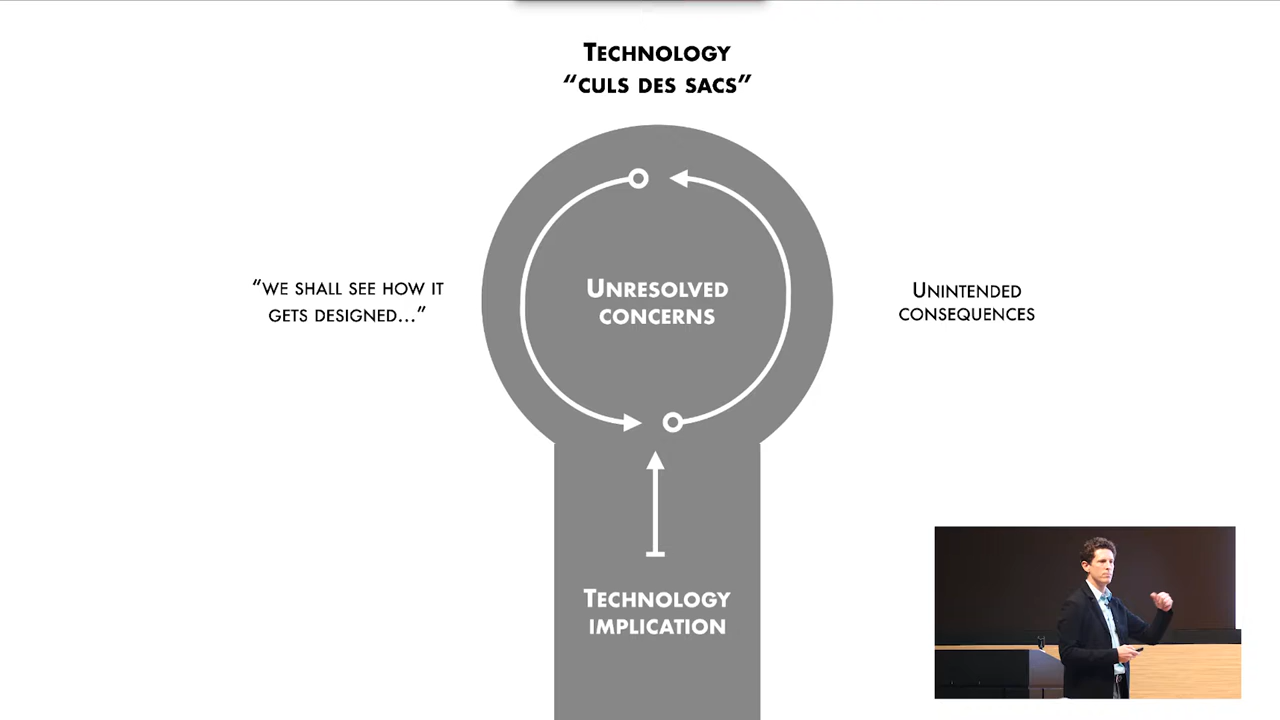 Technology
“culs des sacs”
“we shall see how it
gets designed…”
Unresolved
concerns
Unintended
consequences
Technology
implication